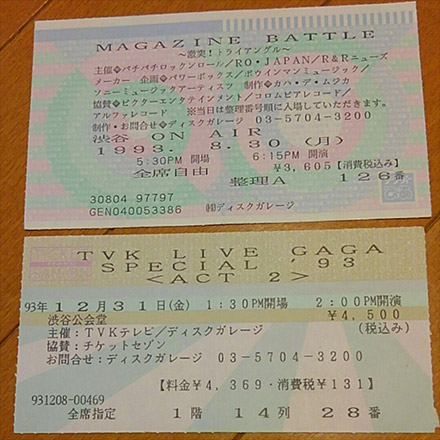 MAGAZINE BATTLE
〜激突!トライアングル〜
主催◆パチパチロックンロール/RO・JAPAN/R&Rニューズ
メーカー 企画◆パワーボックス/ボウインマンミュージック/
ソニーミュージックアーティスツ 制作◆カヴ・デ・ムジカ
協賛◆ビクターエンタテインメント/コロムビアレコード/
アルファレコード ※当日は整理番号順に入場していただきます。
制作・お問合せ◆ディスクガレージ 03-5704-3200
渋谷 ON AIR
1993. 8.30(月)
5:30PM 開場 6:15PM 開演
¥3,605【消費税込み】
全席自由 整理A 126番
30804 97797
GEN040053386 ㈱ディスクガレージ
TVK LIVE GAGA
SPECIAL '93
<ACT 2>
93年12月31日(金) 1:30PM開場 2:00PM開演
渋谷公会堂 ¥4,500
主催:TVKテレビ/ディスクガレージ (税込み)
協賛:チケットセゾン
お問合せ:ディスクガレージ 03-5704-3200
【料金¥4,369・消費税¥131】
931208-00469
全席指定 1階 14列 28番